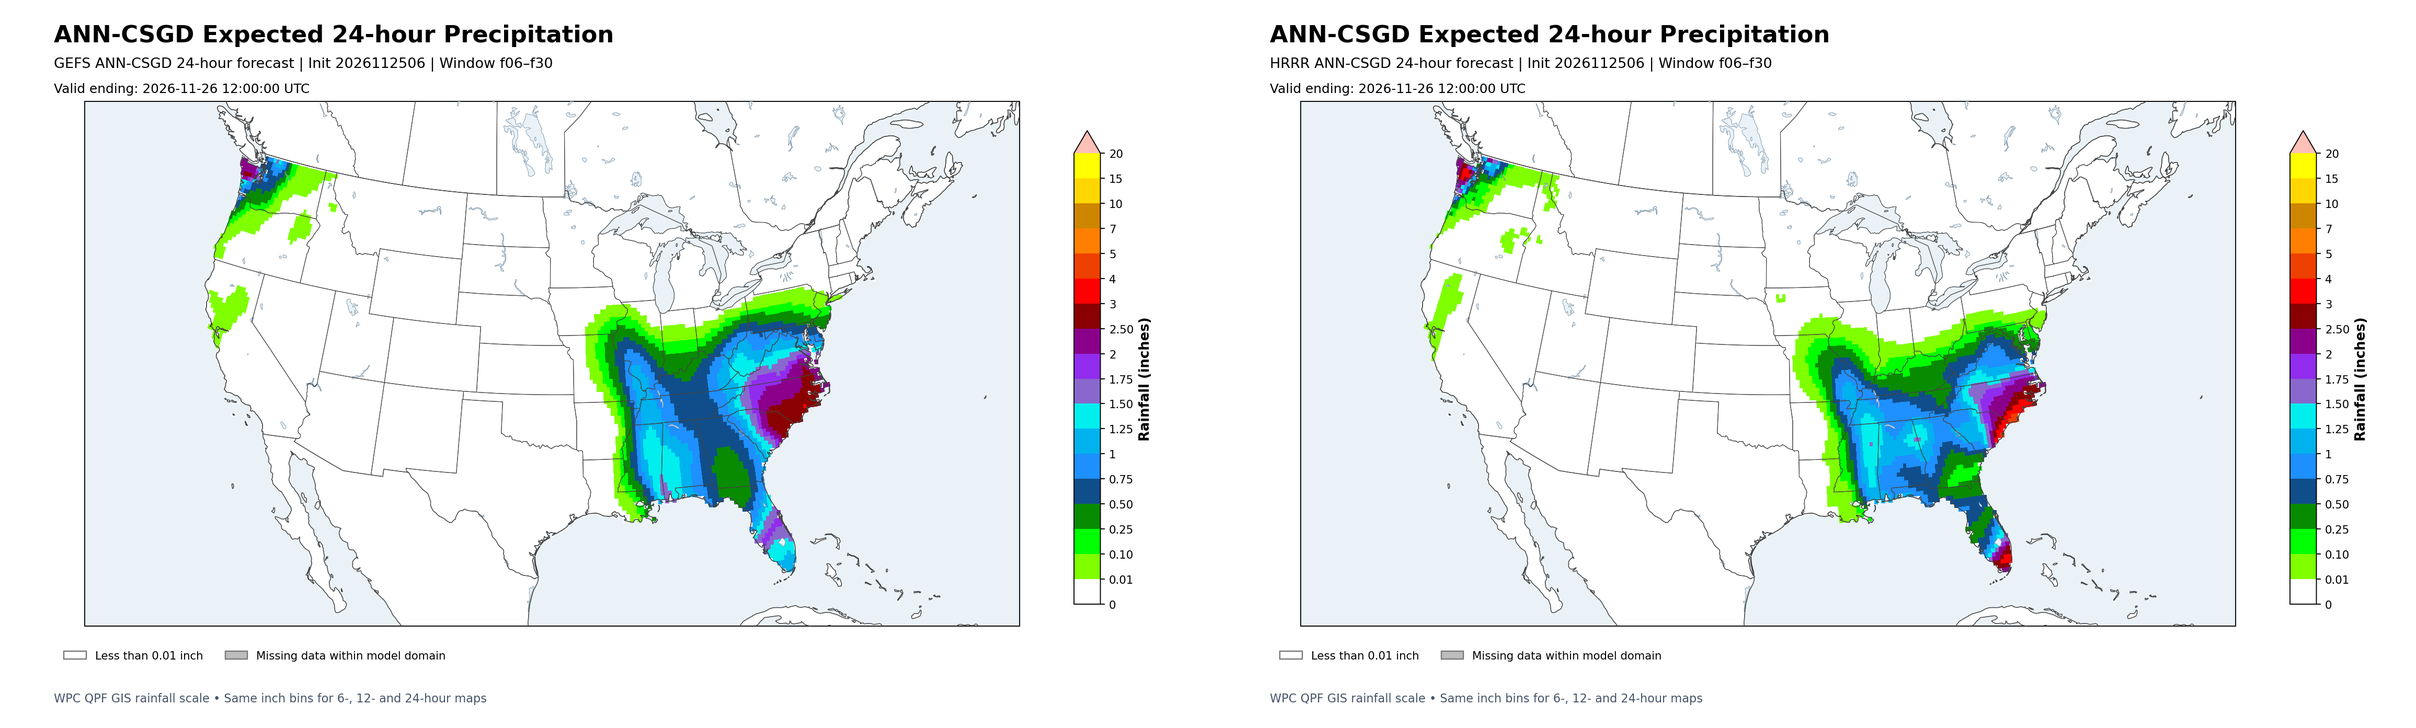 ANN-CSGD Expected 24-hour Precipitation
GEFS ANN-CSGD 24-hour forecast | Init 2026112506 | Window f06–f30
Valid ending: 2026-11-26 12:00:00 UTC
20
15
10
7
5
4
3
2.50
2
1.75
1.50
1.25
1
0.75
0.50
0.25
0.10
0.01
0
Rainfall (inches)
Less than 0.01 inch
Missing data within model domain
WPC QPF GIS rainfall scale • Same inch bins for 6-, 12- and 24-hour maps
ANN-CSGD Expected 24-hour Precipitation
HRRR ANN-CSGD 24-hour forecast | Init 2026112506 | Window f06–f30
Valid ending: 2026-11-26 12:00:00 UTC
20
15
10
7
5
4
3
2.50
2
1.75
1.50
1.25
1
0.75
0.50
0.25
0.10
0.01
0
Rainfall (inches)
Less than 0.01 inch
Missing data within model domain
WPC QPF GIS rainfall scale • Same inch bins for 6-, 12- and 24-hour maps